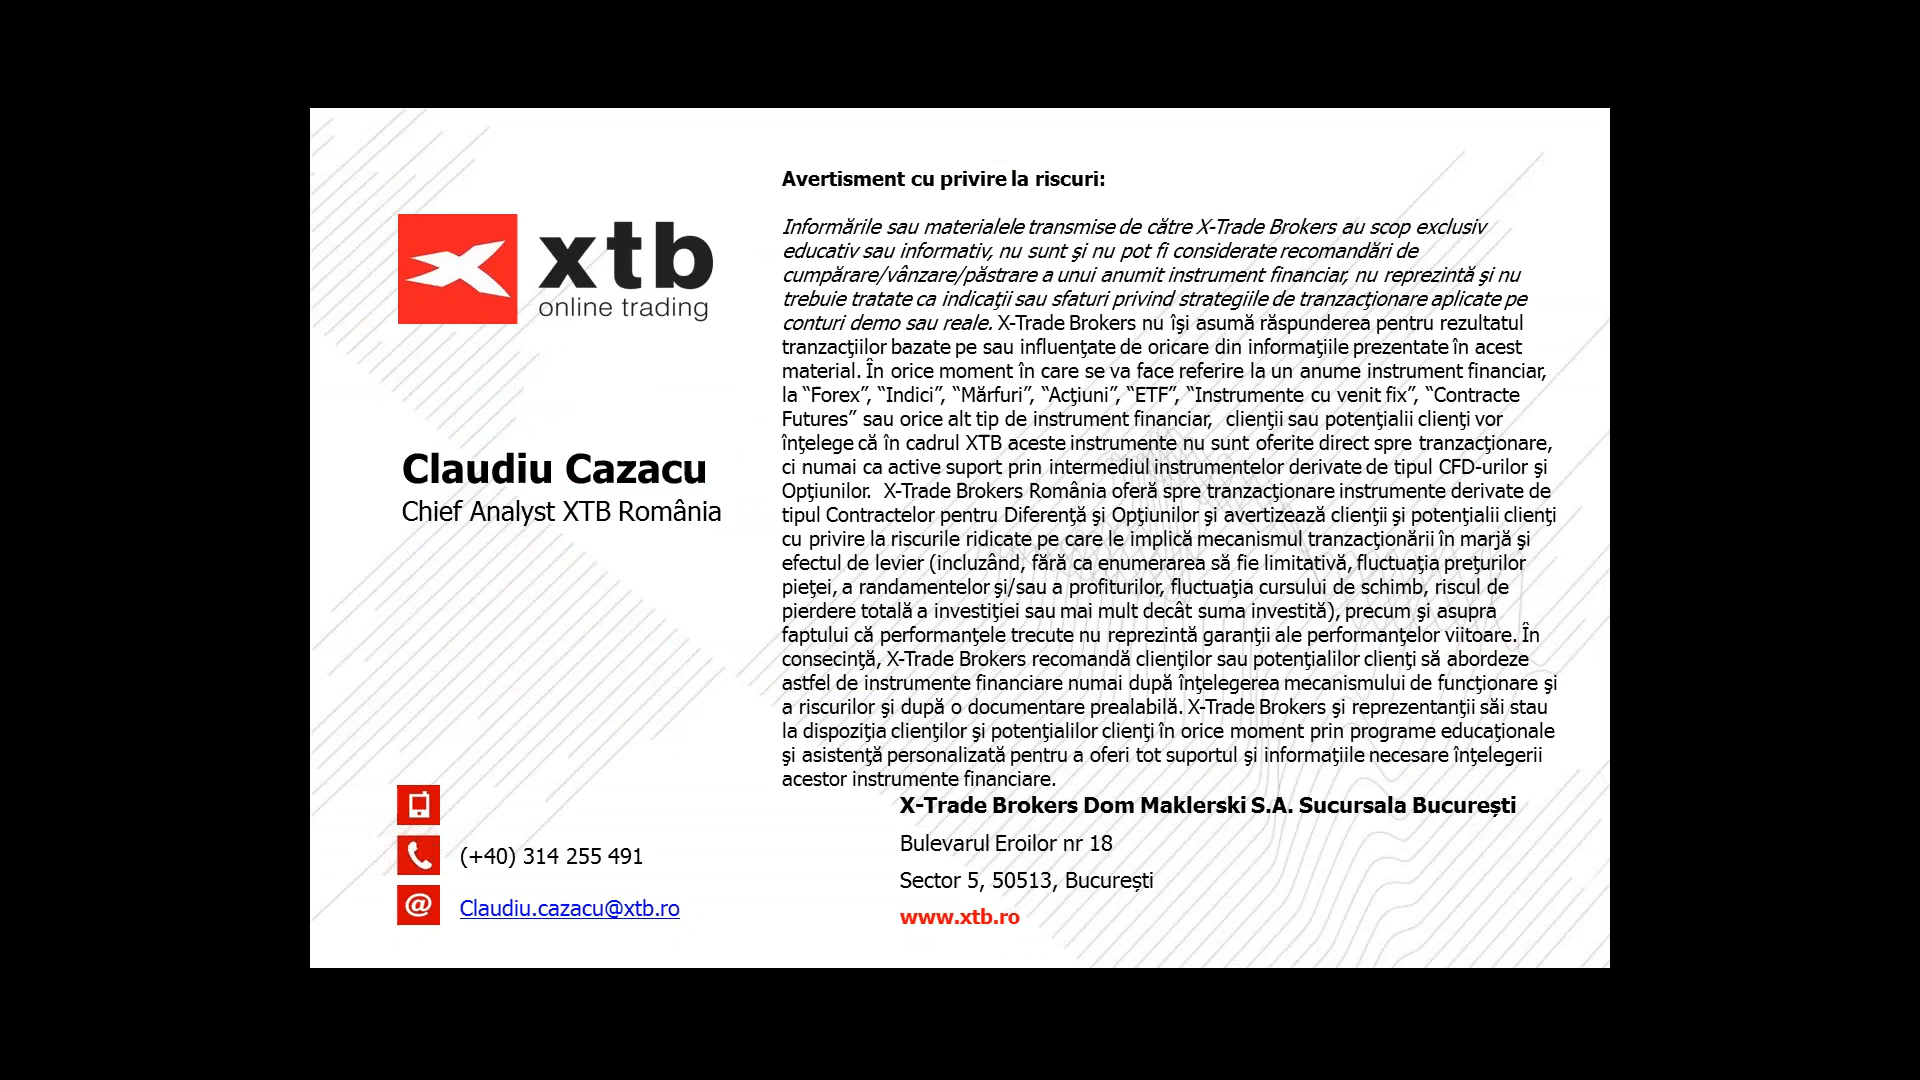 xtb
online trading
Claudiu Cazacu
Chief Analyst XTB România
Avertisment cu privire la riscuri:
Informările sau materialele transmise de către X-Trade Brokers au scop exclusiv
educativ sau informativ, nu sunt şi nu pot fi considerate recomandări de
cumpărare/vânzare/păstrare a unui anumit instrument financiar, nu reprezintă şi nu
trebuie tratate ca indicaţii sau sfaturi privind strategiile de tranzacţionare aplicate pe
conturi demo sau reale. X-Trade Brokers nu îşi asumă răspunderea pentru rezultatul
tranzacţiilor bazate pe sau influenţate de oricare din informaţiile prezentate în acest
material. În orice moment în care se va face referire la un anume instrument financiar,
la “Forex”, “Indici”, “Mărfuri”, “Acţiuni”, “ETF”, “Instrumente cu venit fix”, “Contracte
Futures” sau orice alt tip de instrument financiar,  clienţii sau potenţialii clienţi vor
înţelege că în cadrul XTB aceste instrumente nu sunt oferite direct spre tranzacţionare,
ci numai ca active suport prin intermediul instrumentelor derivate de tipul CFD-urilor şi
Opţiunilor.  X-Trade Brokers România oferă spre tranzacţionare instrumente derivate de
tipul Contractelor pentru Diferenţă şi Opţiunilor şi avertizează clienţii şi potenţialii clienţi
cu privire la riscurile ridicate pe care le implică mecanismul tranzacţionării în marjă şi
efectul de levier (incluzând, fără ca enumerarea să fie limitativă, fluctuaţia preţurilor
pieţei, a randamentelor şi/sau a profiturilor, fluctuaţia cursului de schimb, riscul de
pierdere totală a investiţiei sau mai mult decât suma investită), precum şi asupra
faptului că performanţele trecute nu reprezintă garanţii ale performanţelor viitoare. În
consecinţă, X-Trade Brokers recomandă clienţilor sau potenţialilor clienţi să abordeze
astfel de instrumente financiare numai după înţelegerea mecanismului de funcţionare şi
a riscurilor şi după o documentare prealabilă. X-Trade Brokers şi reprezentanţii săi stau
la dispoziţia clienţilor şi potenţialilor clienţi în orice moment prin programe educaţionale
şi asistenţă personalizată pentru a oferi tot suportul şi informaţiile necesare înţelegerii
acestor instrumente financiare.
(+40) 314 255 491
Claudiu.cazacu@xtb.ro
X-Trade Brokers Dom Maklerski S.A. Sucursala București
Bulevarul Eroilor nr 18
Sector 5, 50513, București
www.xtb.ro